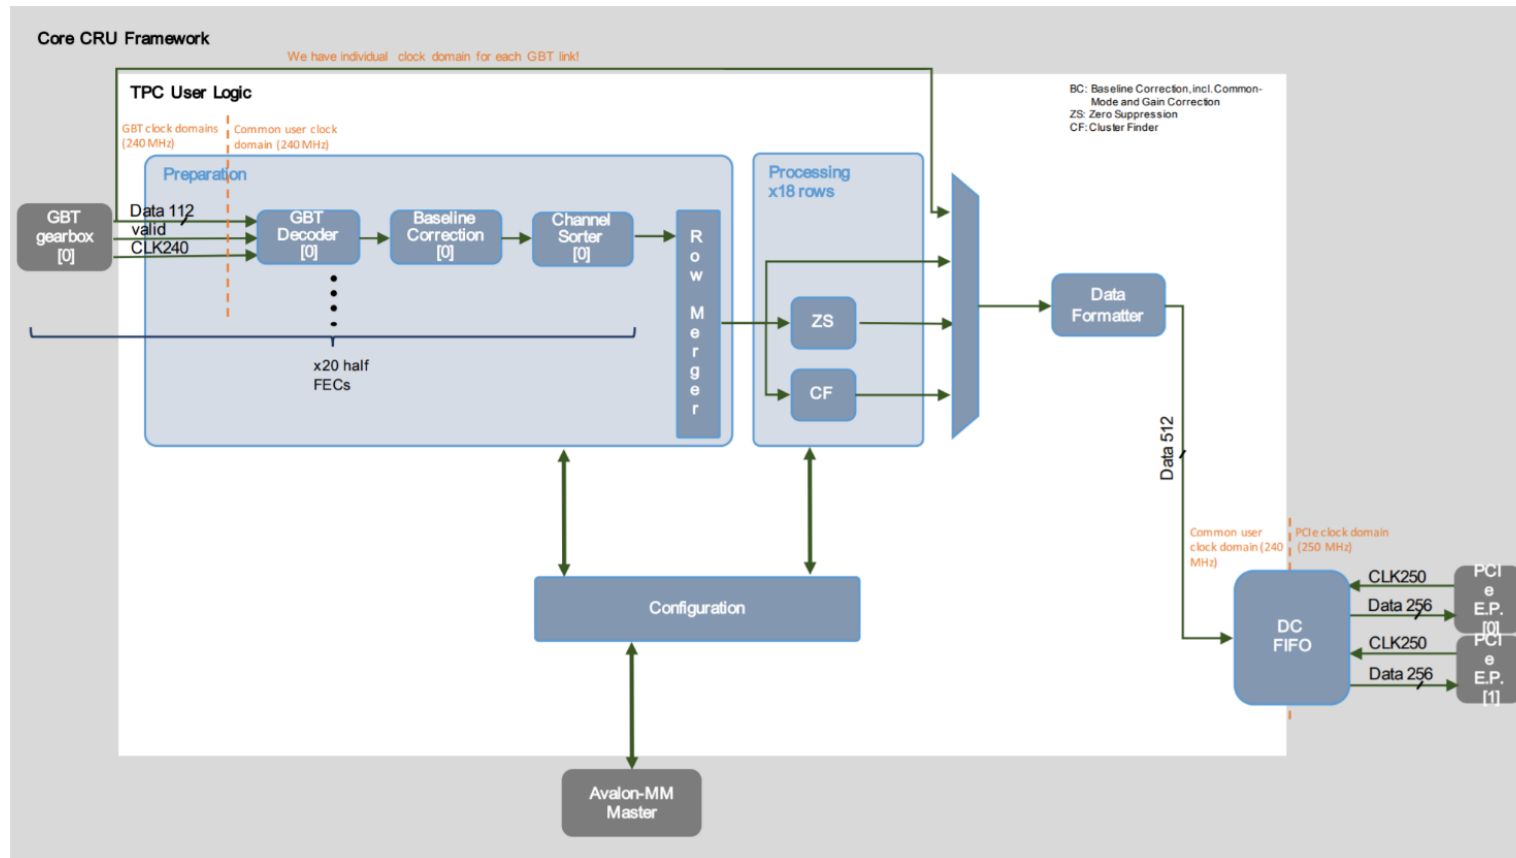 Core CRU Framework
We have individual clock domain for each GBT link!
TPC User Logic
BC: Baseline Correction, incl. Common-
Mode and Gain Correction
ZS: Zero Suppression
CF: Cluster Finder
GBT clock domains
(240 MHz)
Common user clock
domain (240 MHz)
Preparation
Processing
x18 rows
GBT
gearbox
[0]
Data 112
valid
CLK240
GBT
Decoder
[0]
Baseline
Correction
[0]
Channel
Sorter
[0]
R
o
w
M
e
r
g
e
r
ZS
CF
Data
Formatter
x20 half
FECs
Data 512
Common user
clock domain (240
MHz)
PCIe clock domain
(250 MHz)
Configuration
DC
FIFO
CLK250
Data 256
CLK250
Data 256
PCI
e
E.P.
[0]
PCI
e
E.P.
[1]
Avalon-MM
Master